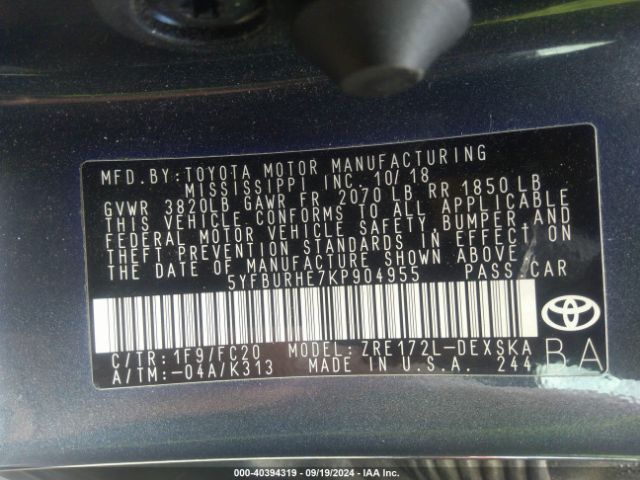 MFD.BY:TOYOTA MOTOR MANUFACTURING
MISSISSIPPI INC. 10/18
GVWR 3820LB GAWR FR 2070 LB RR 1850 LB
THIS VEHICLE CONFORMS TO ALL APPLICABLE
FEDERAL MOTOR VEHICLE SAFETY,BUMPER AND
THEFT PREVENTION STANDARDS IN EFFECT ON
THE DATE OF MANUFACTURE SHOWN ABOVE.
5YFBURHE7KP904955 PASS.CAR
C/TR:1F9/FC20 MODEL:ZRE172L-DEXSKA
A/TM:-04A/K313 MADE IN U.S.A. 244
BA
TOYOTA
000-40394319 - 09/19/2024 - IAA Inc.